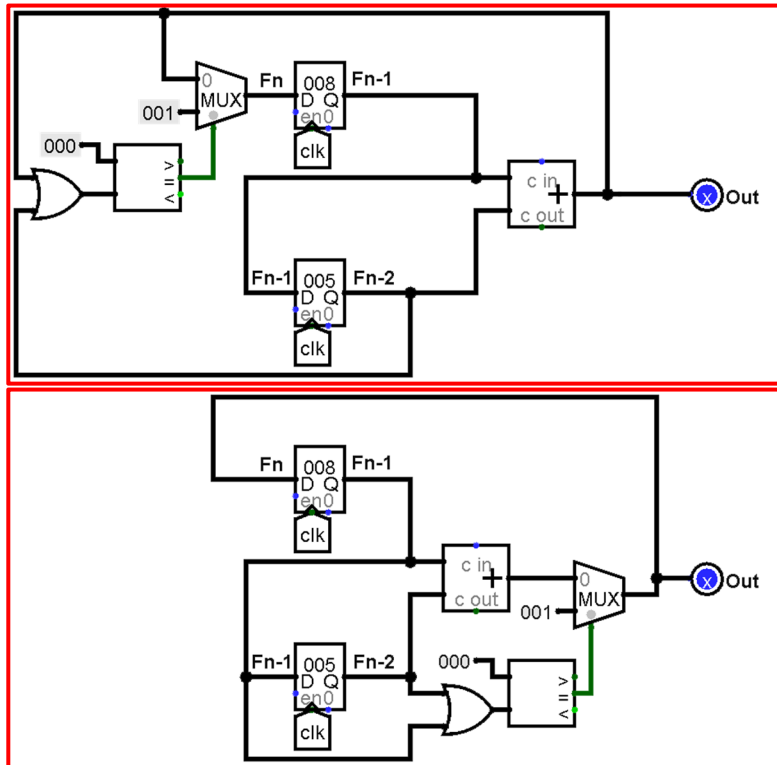 0
Fn
008
Fn-1
MUX
D Q
001
en0
000
clk
>
=
<
c in
+
c out
x
Out
Fn-1
005
Fn-2
D Q
en0
clk
Fn
008
Fn-1
D Q
en0
clk
c in
+
c out
0
MUX
x
Out
001
Fn-1
005
Fn-2
000
D Q
en0
>
=
<
clk